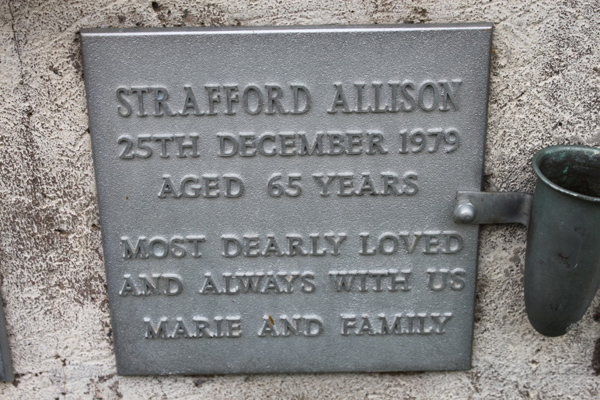 STRAFFORD ALLISON
25TH DECEMBER 1979
AGED 65 YEARS
MOST DEARLY LOVED
AND ALWAYS WITH US
MARIE AND FAMILY